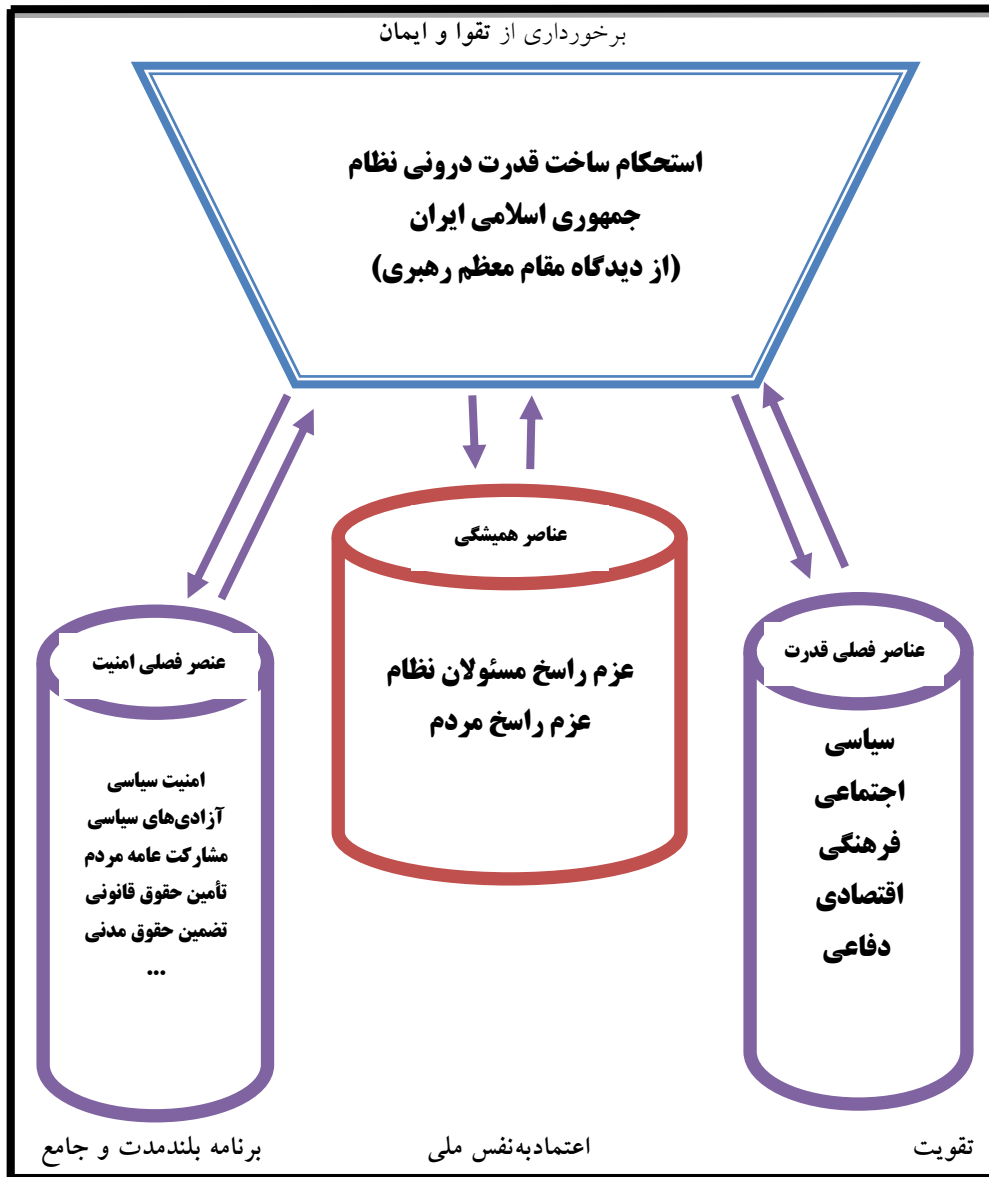 برخورداری از تقوا و ایمان
استحکام ساخت قدرت درونی نظام
جمهوری اسلامی ایران
(از دیدگاه مقام معظم رهبری)
عناصر فصلی قدرت
سیاسی
اجتماعی
فرهنگی
اقتصادی
دفاعی
عناصر همیشگی
عزم راسخ مسئولان نظام
عزم راسخ مردم
عنصر فصلی امنیت
امنیت سیاسی
آزادی‌های سیاسی
مشارکت عامه مردم
تأمین حقوق قانونی
تضمین حقوق مدنی
...
تقویت
اعتمادبه‌نفس ملی
برنامه بلندمدت و جامع